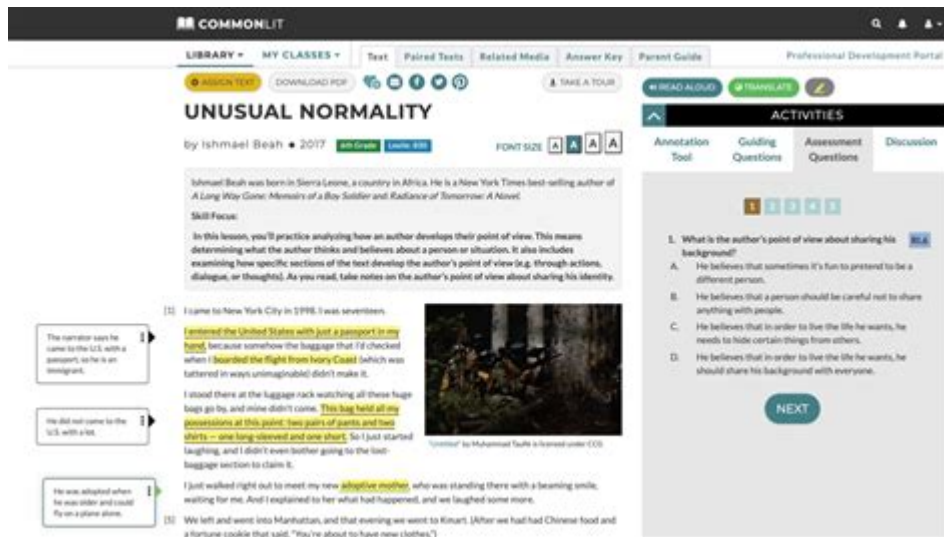 COMMONLIT
LIBRARY MY CLASSES Text Paired Texts Related Media Answer Key Parent Guide Professional Development Portal
ASSIGN TEXT DOWNLOAD PDF TAKE A TOUR
UNUSUAL NORMALITY
by Ishmael Beah • 2017 6th Grade Lexile: 830 FONT SIZE A A A A
Ishmael Beah was born in Sierra Leone, a country in Africa. He is a New York Times best-selling author of
A Long Way Gone: Memoirs of a Boy Soldier and Radiance of Tomorrow: A Novel.
Skill Focus:
In this lesson, you'll practice analyzing how an author develops their point of view. This means
determining what the author thinks and believes about a person or situation. It also includes
examining how specific sections of the text develop the author's point of view (e.g. through actions,
dialogue, or thoughts). As you read, take notes on the author's point of view about sharing his identity.
[1] I came to New York City in 1998. I was seventeen.
I entered the United States with just a passport in my
hand, because somehow the baggage that I'd checked
when I boarded the flight from Ivory Coast (which was
tattered in ways unimaginable) didn't make it.
I stood there at the luggage rack watching all these huge
bags go by, and mine didn't come. This bag held all my
possessions at this point: two pairs of pants and two
shirts — one long-sleeved and one short. So I just started
laughing, and I didn't even bother going to the lost-
baggage section to claim it.
"Untitled" by Muhammad Taufik is licensed under CC0.
I just walked right out to meet my new adoptive mother, who was standing there with a beaming smile,
waiting for me. And I explained to her what had happened, and we laughed some more.
[5] We left and went into Manhattan, and that evening we went to Kmart. (After we had had Chinese food and
a fortune cookie that said, "You're about to have new clothes.")
The narrator says he
came to the U.S. with a
passport, so he is an
immigrant.
He did not come to the
U.S. with a lot.
He was adopted when
he was older and could
fly on a plane alone.
READ ALOUD TRANSLATE
ACTIVITIES
Annotation Tool
Guiding Questions
Assessment Questions
Discussion
1 2 3 4 5
1. What is the author's point of view about sharing his
background?
RI.6
A. He believes that sometimes it's fun to pretend to be a
different person.
B. He believes that a person should be careful not to share
anything with people.
C. He believes that in order to live the life he wants, he
needs to hide certain things from others.
D. He believes that in order to live the life he wants, he
should share his background with everyone.
NEXT